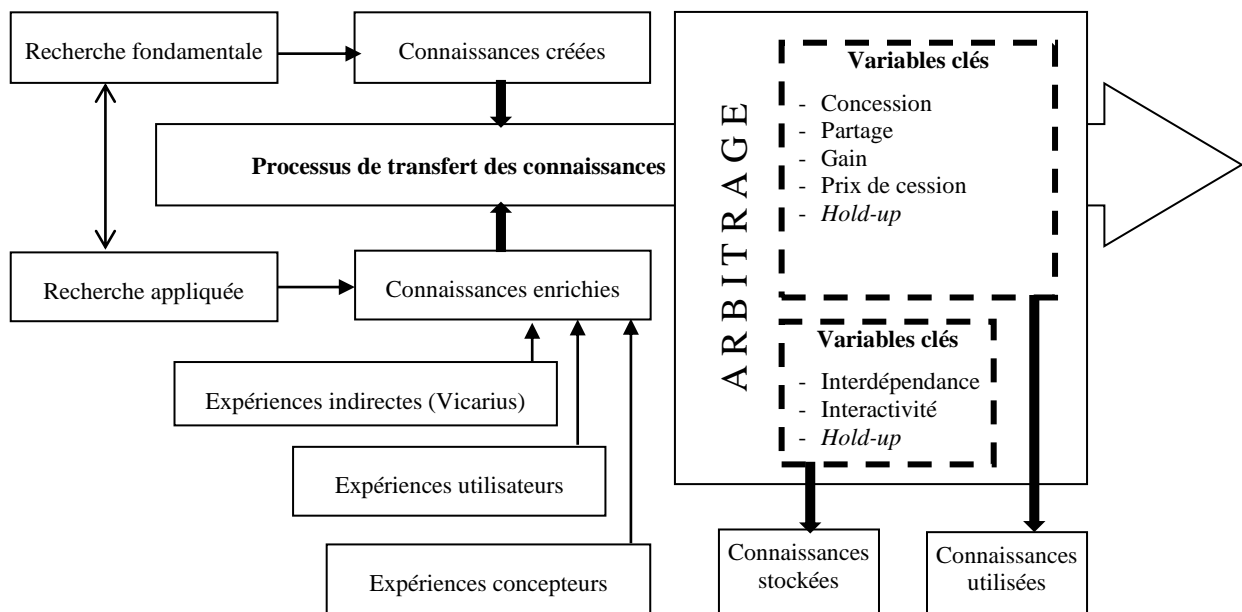 Recherche fondamentale
Connaissances créées
Processus de transfert des connaissances
Recherche appliquée
Connaissances enrichies
Expériences indirectes (Vicarius)
Expériences utilisateurs
Expériences concepteurs
ARBITRAGE
Variables clés
- Concession
- Partage
- Gain
- Prix de cession
- Hold-up
Variables clés
- Interdépendance
- Interactivité
- Hold-up
Connaissances
stockées
Connaissances
utilisées